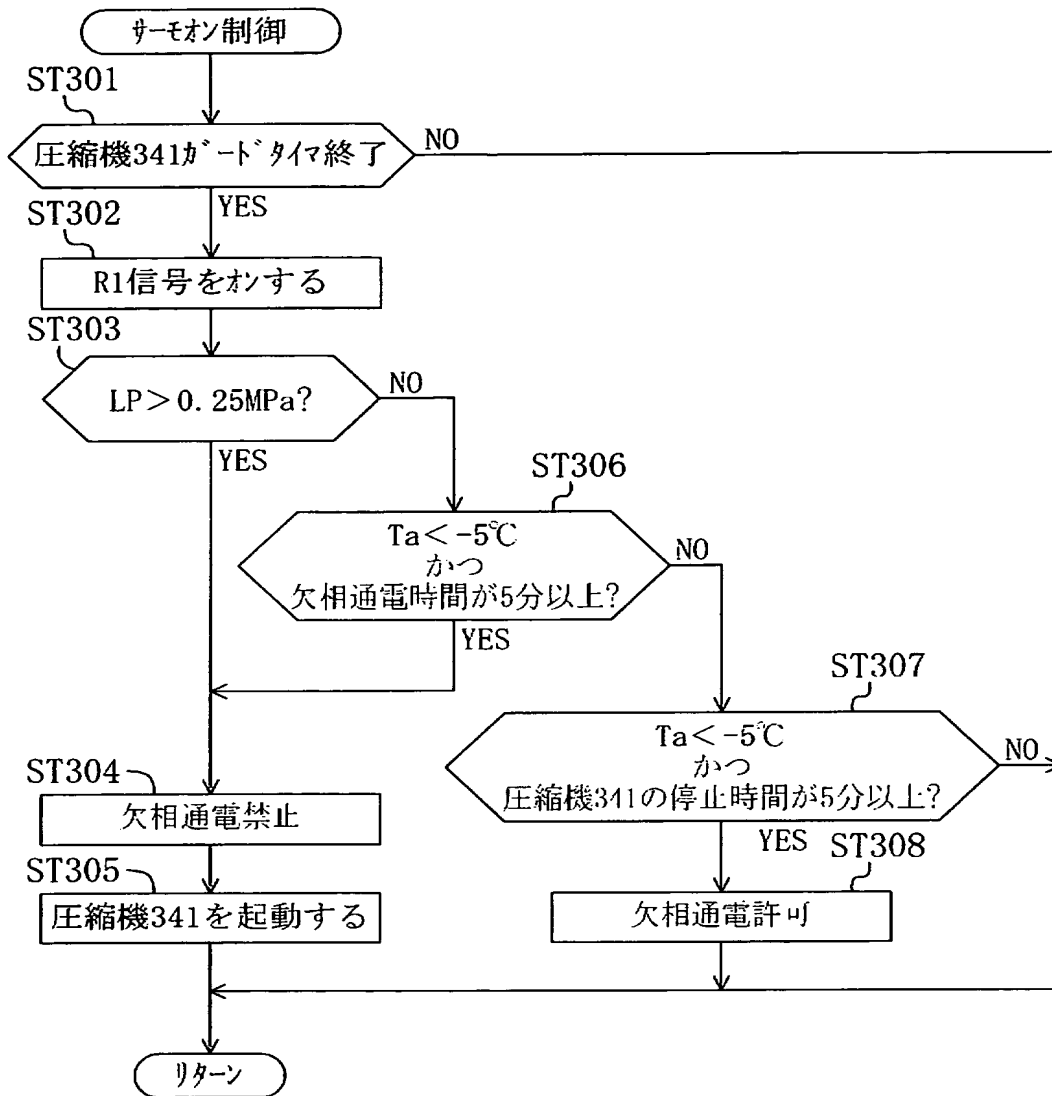 サーモオン制御
ST301
圧縮機341ガードタイマ終了
NO
YES
ST302
R1信号をオンする
ST303
LP＞0.25MPa?
NO
YES
ST306
Ta＜-5℃
かつ
欠相通電時間が5分以上?
NO
YES
ST307
Ta＜-5℃
かつ
圧縮機341の停止時間が5分以上?
NO
YES
ST304
欠相通電禁止
ST308
欠相通電許可
ST305
圧縮機341を起動する
リターン